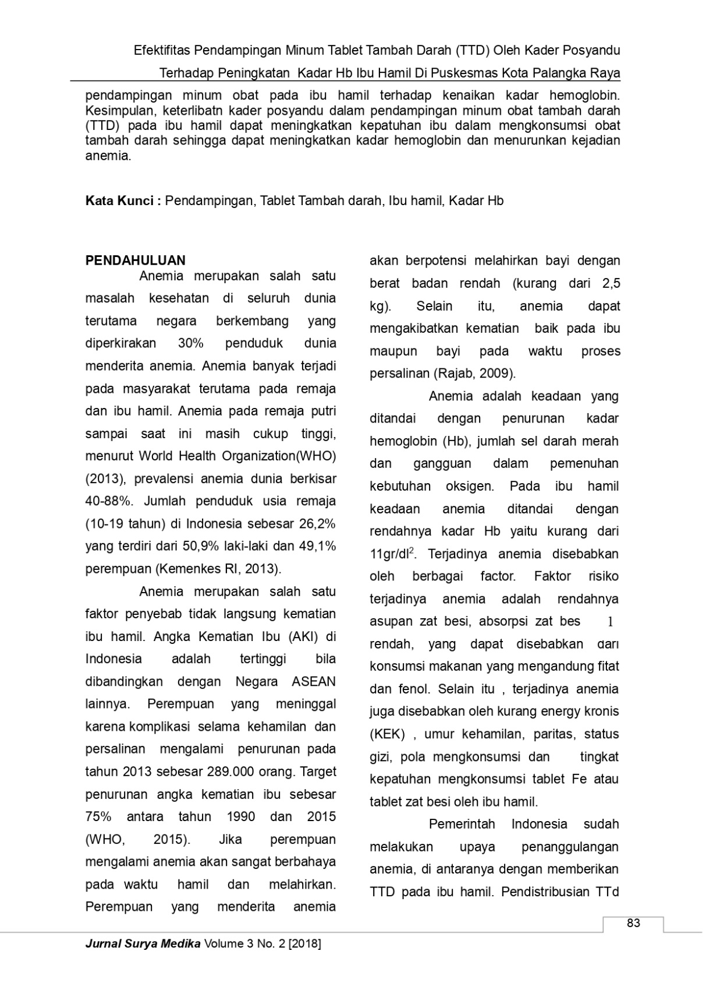 Efektifitas Pendampingan Minum Tablet Tambah Darah (TTD) Oleh Kader Posyandu
Terhadap Peningkatan Kadar Hb Ibu Hamil Di Puskesmas Kota Palangka Raya
pendampingan minum obat pada ibu hamil terhadap kenaikan kadar hemoglobin.
Kesimpulan, keterlibatn kader posyandu dalam pendampingan minum obat tambah darah
(TTD) pada ibu hamil dapat meningkatkan kepatuhan ibu dalam mengkonsumsi obat
tambah darah sehingga dapat meningkatkan kadar hemoglobin dan menurunkan kejadian
anemia.
Kata Kunci : Pendampingan, Tablet Tambah darah, Ibu hamil, Kadar Hb
PENDAHULUAN
Anemia merupakan salah satu
masalah kesehatan di seluruh dunia
terutama negara berkembang yang
diperkirakan 30% penduduk dunia
menderita anemia. Anemia banyak terjadi
pada masyarakat terutama pada remaja
dan ibu hamil. Anemia pada remaja putri
sampai saat ini masih cukup tinggi,
menurut World Health Organization(WHO)
(2013), prevalensi anemia dunia berkisar
40-88%. Jumlah penduduk usia remaja
(10-19 tahun) di Indonesia sebesar 26,2%
yang terdiri dari 50,9% laki-laki dan 49,1%
perempuan (Kemenkes RI, 2013).
Anemia merupakan salah satu
faktor penyebab tidak langsung kematian
ibu hamil. Angka Kematian Ibu (AKI) di
Indonesia adalah tertinggi bila
dibandingkan dengan Negara ASEAN
lainnya. Perempuan yang meninggal
karena komplikasi selama kehamilan dan
persalinan mengalami penurunan pada
tahun 2013 sebesar 289.000 orang. Target
penurunan angka kematian ibu sebesar
75% antara tahun 1990 dan 2015
(WHO, 2015). Jika perempuan
mengalami anemia akan sangat berbahaya
pada waktu hamil dan melahirkan.
Perempuan yang menderita anemia
akan berpotensi melahirkan bayi dengan
berat badan rendah (kurang dari 2,5
kg). Selain itu, anemia dapat
mengakibatkan kematian baik pada ibu
maupun bayi pada waktu proses
persalinan (Rajab, 2009).
Anemia adalah keadaan yang
ditandai dengan penurunan kadar
hemoglobin (Hb), jumlah sel darah merah
dan gangguan dalam pemenuhan
kebutuhan oksigen. Pada ibu hamil
keadaan anemia ditandai dengan
rendahnya kadar Hb yaitu kurang dari
11gr/dl². Terjadinya anemia disebabkan
oleh berbagai factor. Faktor risiko
terjadinya anemia adalah rendahnya
asupan zat besi, absorpsi zat bes 1
rendah, yang dapat disebabkan dari
konsumsi makanan yang mengandung fitat
dan fenol. Selain itu , terjadinya anemia
juga disebabkan oleh kurang energy kronis
(KEK) , umur kehamilan, paritas, status
gizi, pola mengkonsumsi dan tingkat
kepatuhan mengkonsumsi tablet Fe atau
tablet zat besi oleh ibu hamil.
Pemerintah Indonesia sudah
melakukan upaya penanggulangan
anemia, di antaranya dengan memberikan
TTD pada ibu hamil. Pendistribusian TTd
83
Jurnal Surya Medika Volume 3 No. 2 [2018]